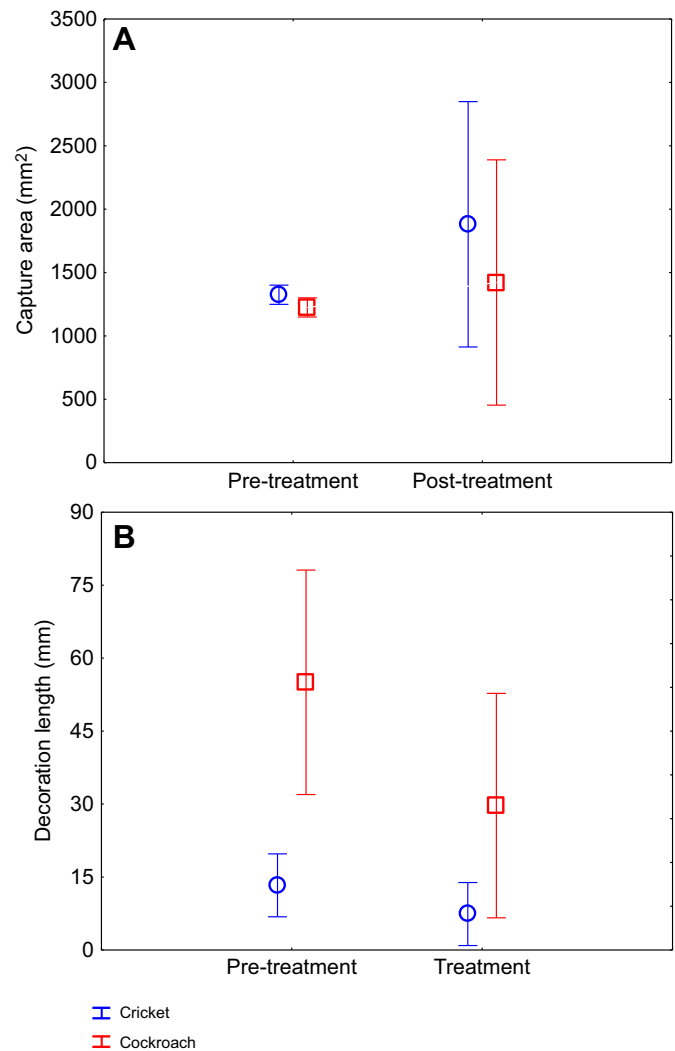 A
3500
3000
2500
2000
1500
1000
500
0
Capture area (mm²)
Pre-treatment Post-treatment
B
90
75
60
45
30
15
0
Decoration length (mm)
Pre-treatment Treatment
Cricket
Cockroach